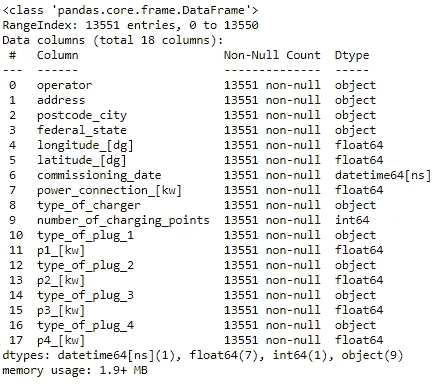 <class 'pandas.core.frame.DataFrame'>
RangeIndex: 13551 entries, 0 to 13550
Data columns (total 18 columns):
 #   Column                     Non-Null Count  Dtype
---  ------                     --------------  -----
 0   operator                   13551 non-null  object
 1   address                    13551 non-null  object
 2   postcode_city              13551 non-null  object
 3   federal_state              13551 non-null  object
 4   longitude_[dg]             13551 non-null  float64
 5   latitude_[dg]              13551 non-null  float64
 6   commissioning_date         13551 non-null  datetime64[ns]
 7   power_connection_[kw]      13551 non-null  float64
 8   type_of_charger            13551 non-null  object
 9   number_of_charging_points  13551 non-null  int64
 10  type_of_plug_1             13551 non-null  object
 11  p1_[kw]                    13551 non-null  float64
 12  type_of_plug_2             13551 non-null  object
 13  p2_[kw]                    13551 non-null  float64
 14  type_of_plug_3             13551 non-null  object
 15  p3_[kw]                    13551 non-null  float64
 16  type_of_plug_4             13551 non-null  object
 17  p4_[kw]                    13551 non-null  float64
dtypes: datetime64[ns](1), float64(7), int64(1), object(9)
memory usage: 1.9+ MB